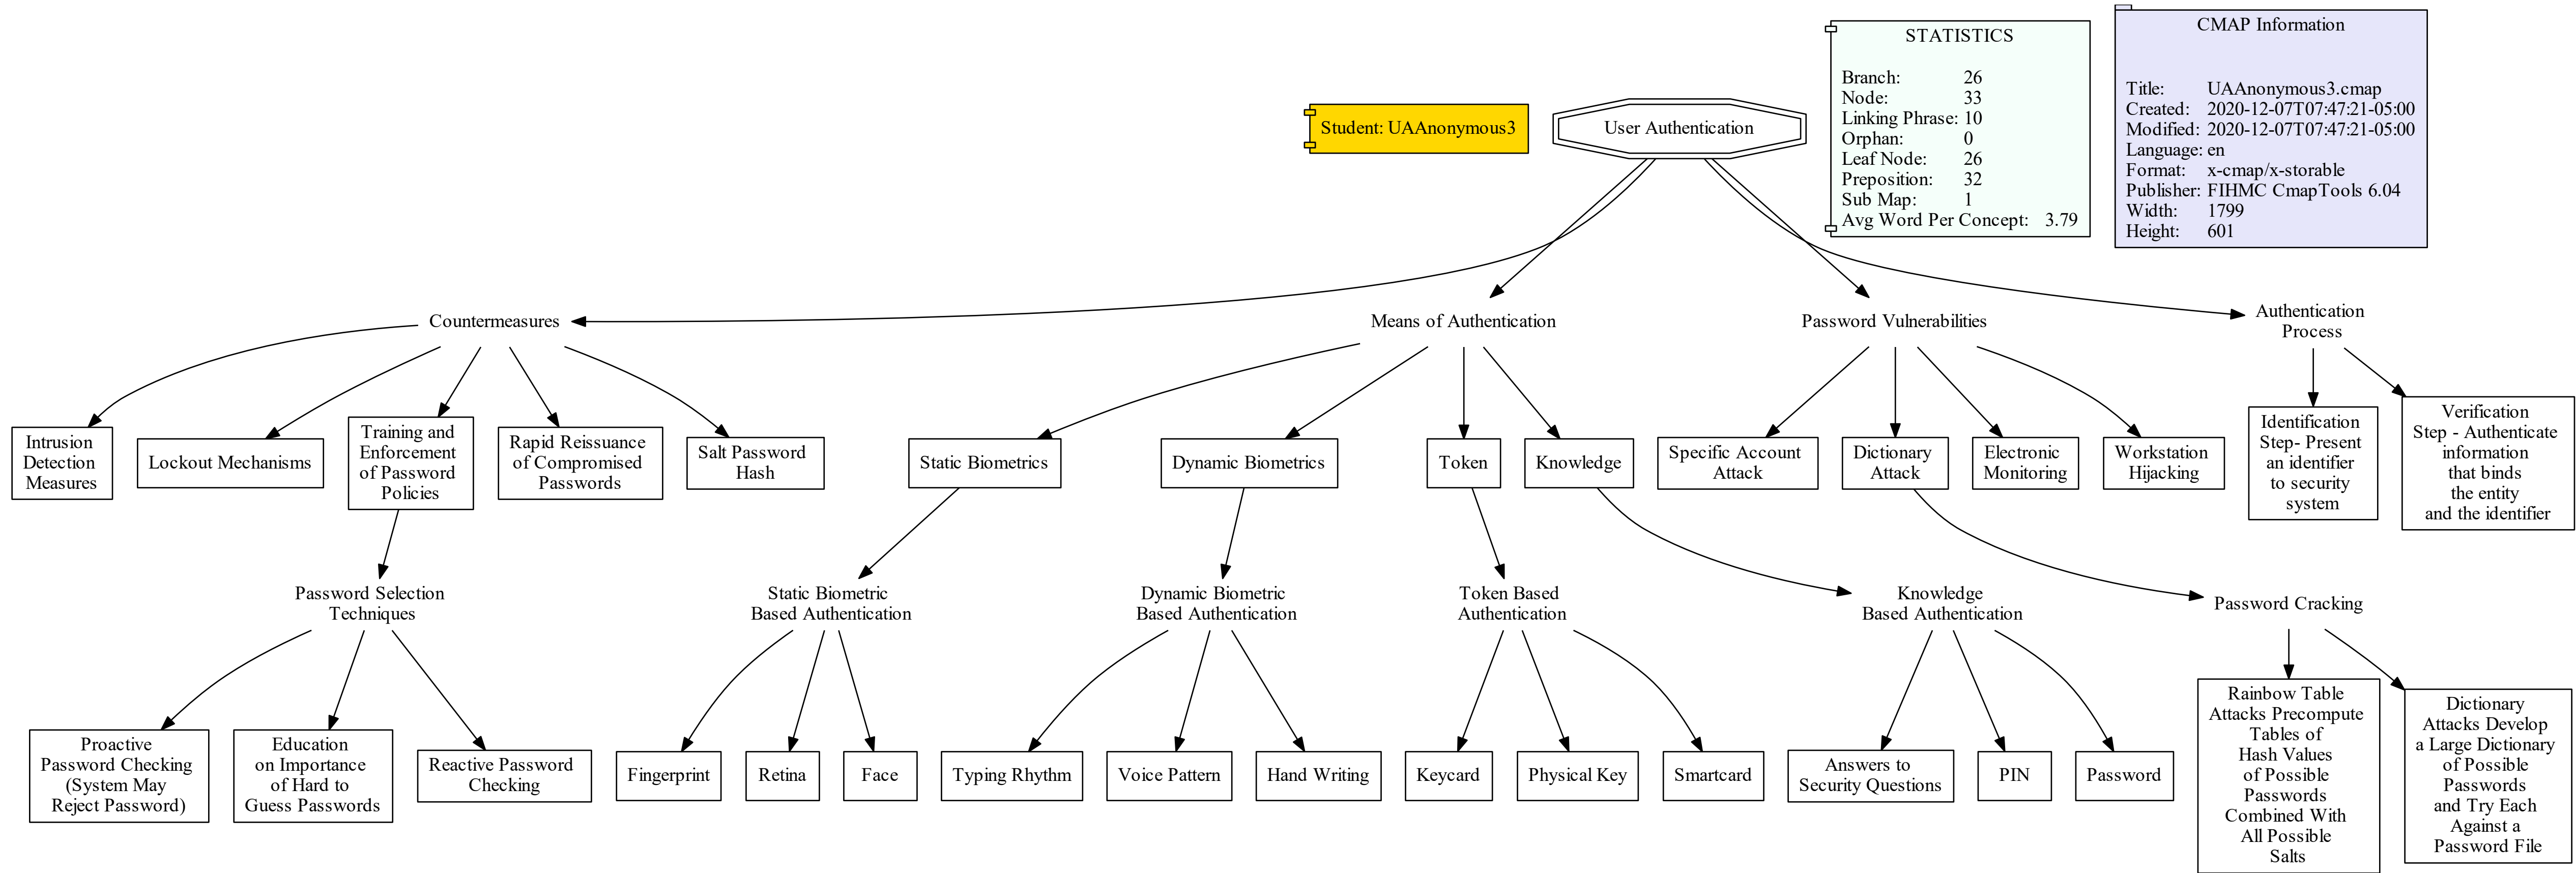 Student: UAAnonymous3
User Authentication
STATISTICS
Branch: 26
Node: 33
Linking Phrase: 10
Orphan: 0
Leaf Node: 26
Preposition: 32
Sub Map: 1
Avg Word Per Concept: 3.79
CMAP Information
Title: UAAnonymous3.cmap
Created: 2020-12-07T07:47:21-05:00
Modified: 2020-12-07T07:47:21-05:00
Language: en
Format: x-cmap/x-storable
Publisher: FIHMC CmapTools 6.04
Width: 1799
Height: 601
Countermeasures
Means of Authentication
Password Vulnerabilities
Authentication
Process
Intrusion
Detection
Measures
Lockout Mechanisms
Training and
Enforcement
of Password
Policies
Rapid Reissuance
of Compromised
Passwords
Salt Password
Hash
Static Biometrics
Dynamic Biometrics
Token
Knowledge
Specific Account
Attack
Dictionary
Attack
Electronic
Monitoring
Workstation
Hijacking
Identification
Step- Present
an identifier
to security
system
Verification
Step - Authenticate
information
that binds
the entity
and the identifier
Password Selection
Techniques
Static Biometric
Based Authentication
Dynamic Biometric
Based Authentication
Token Based
Authentication
Knowledge
Based Authentication
Password Cracking
Proactive
Password Checking
(System May
Reject Password)
Education
on Importance
of Hard to
Guess Passwords
Reactive Password
Checking
Fingerprint
Retina
Face
Typing Rhythm
Voice Pattern
Hand Writing
Keycard
Physical Key
Smartcard
Answers to
Security Questions
PIN
Password
Rainbow Table
Attacks Precompute
Tables of
Hash Values
of Possible
Passwords
Combined With
All Possible
Salts
Dictionary
Attacks Develop
a Large Dictionary
of Possible
Passwords
and Try Each
Against a
Password File